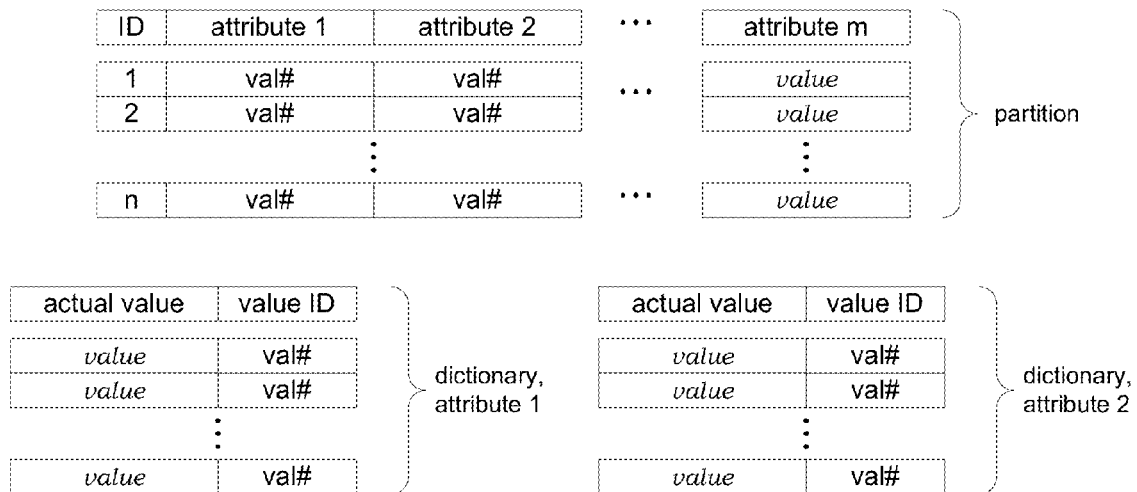 ID attribute 1 attribute 2 ... attribute m
1 val# val# ... value
2 val# val# value
partition
n val# val# ... value
actual value value ID
value val#
value val#
dictionary,
attribute 1
value val#
actual value value ID
value val#
value val#
dictionary,
attribute 2
value val#